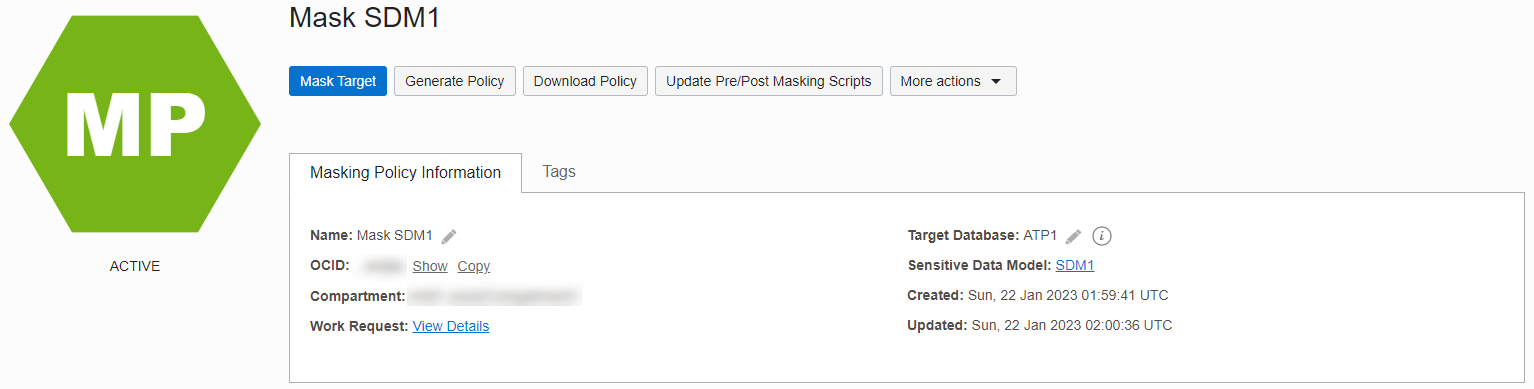 Mask SDM1
MP
Mask Target
Generate Policy
Download Policy
Update Pre/Post Masking Scripts
More actions
ACTIVE
Masking Policy Information
Tags
Name: Mask SDM1
OCID: Show Copy
Compartment:
Work Request: View Details
Target Database: ATP1
Sensitive Data Model: SDM1
Created: Sun, 22 Jan 2023 01:59:41 UTC
Updated: Sun, 22 Jan 2023 02:00:36 UTC